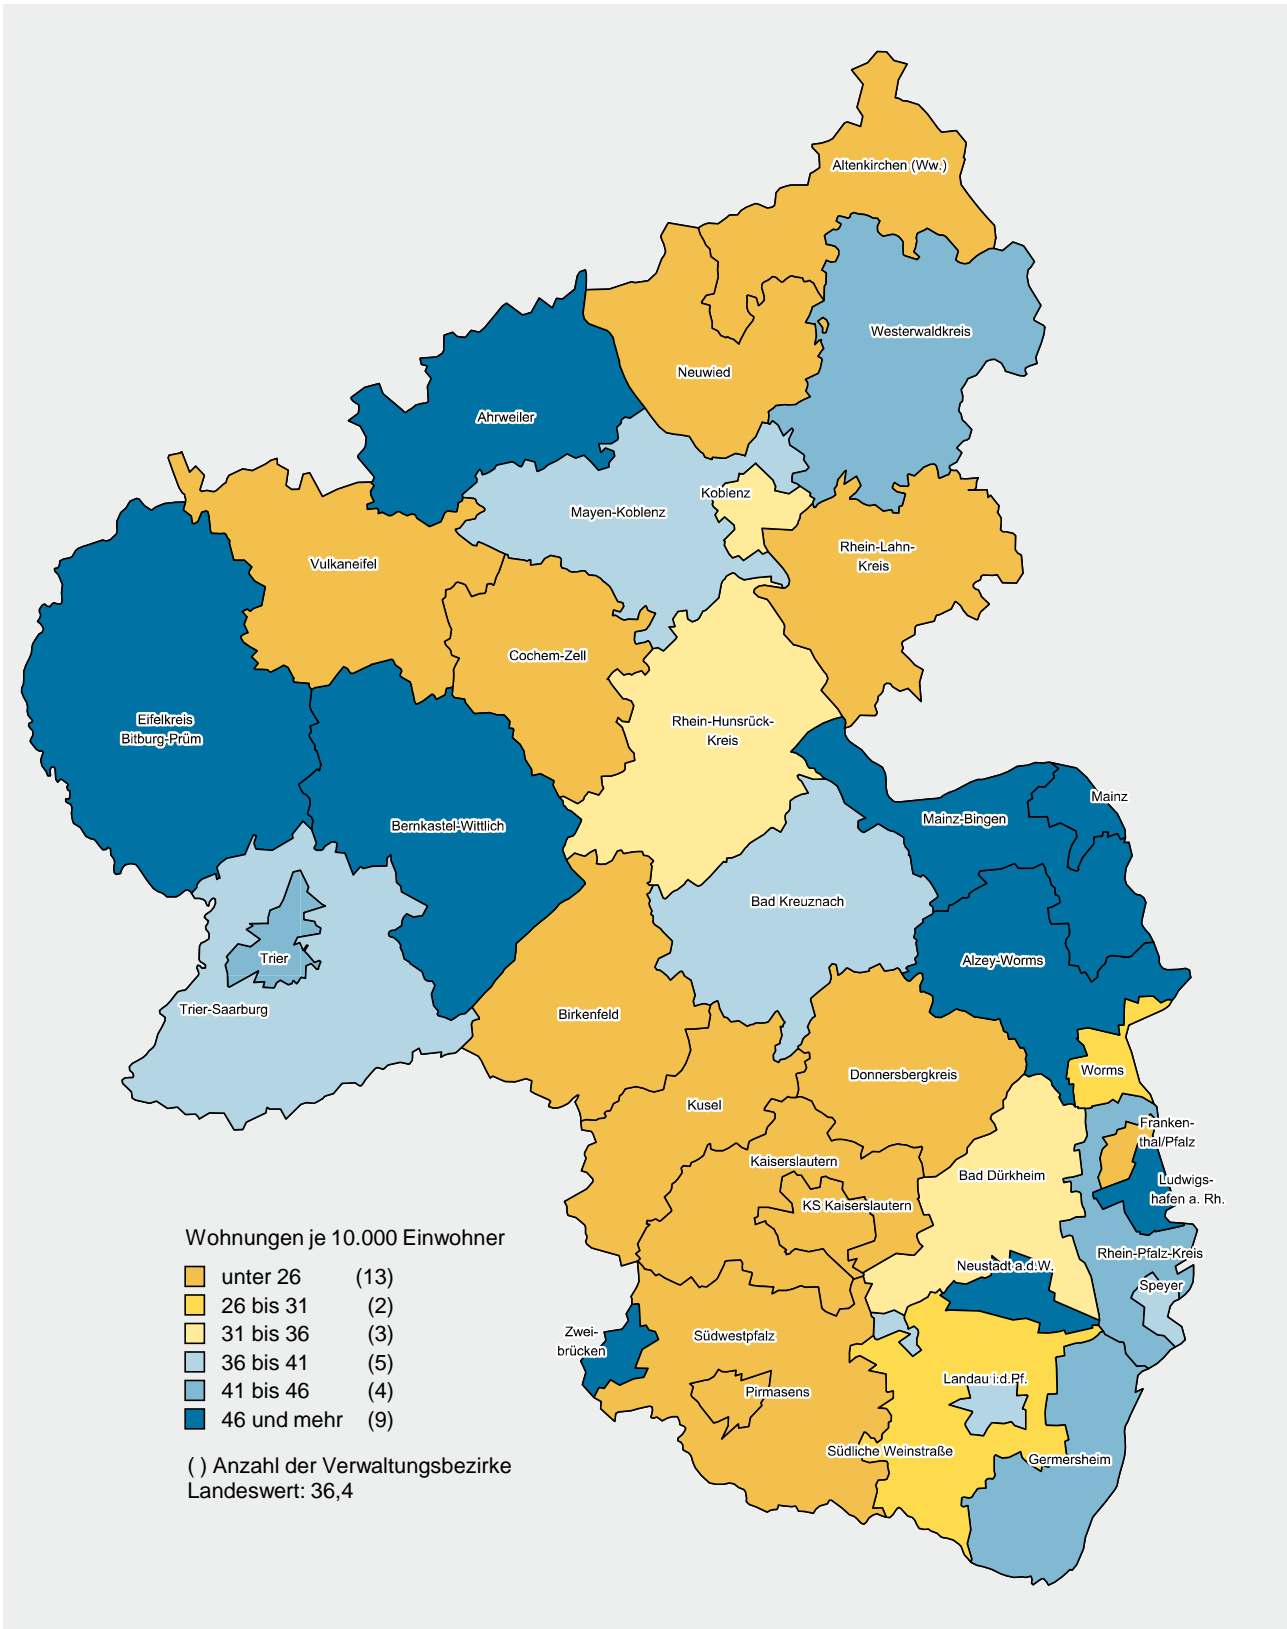 Altenkirchen (Ww.)
Westerwaldkreis
Neuwied
Ahrweiler
Koblenz
Mayen-Koblenz
Rhein-Lahn-
Kreis
Vulkaneifel
Cochem-Zell
Eifelkreis
Bitburg-Prüm
Rhein-Hunsrück-
Kreis
Mainz
Mainz-Bingen
Bernkastel-Wittlich
Bad Kreuznach
Trier
Alzey-Worms
Trier-Saarburg
Birkenfeld
Worms
Donnersbergkreis
Kusel
Franken-
thal/Pfalz
Kaiserslautern
Bad Dürkheim
Ludwigs-
hafen a. Rh.
KS Kaiserslautern
Rhein-Pfalz-Kreis
Neustadt a.d.W.
Speyer
Zwei-
brücken
Südwestpfalz
Landau i.d.Pf.
Pirmasens
Südliche Weinstraße
Germersheim
Wohnungen je 10.000 Einwohner
unter 26 (13)
26 bis 31 (2)
31 bis 36 (3)
36 bis 41 (5)
41 bis 46 (4)
46 und mehr (9)
( ) Anzahl der Verwaltungsbezirke
Landeswert: 36,4